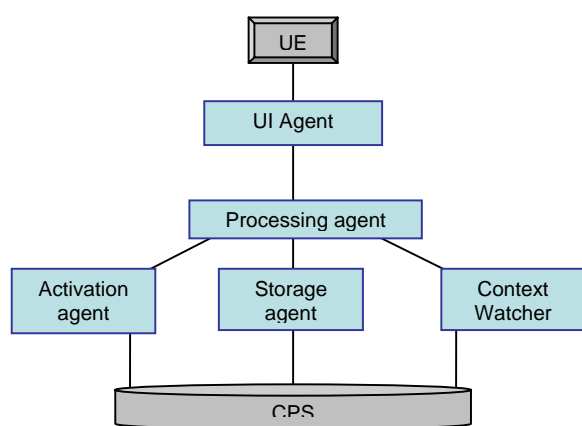 UE
UI Agent
Processing agent
Activation
agent
Storage
agent
Context
Watcher
CPS